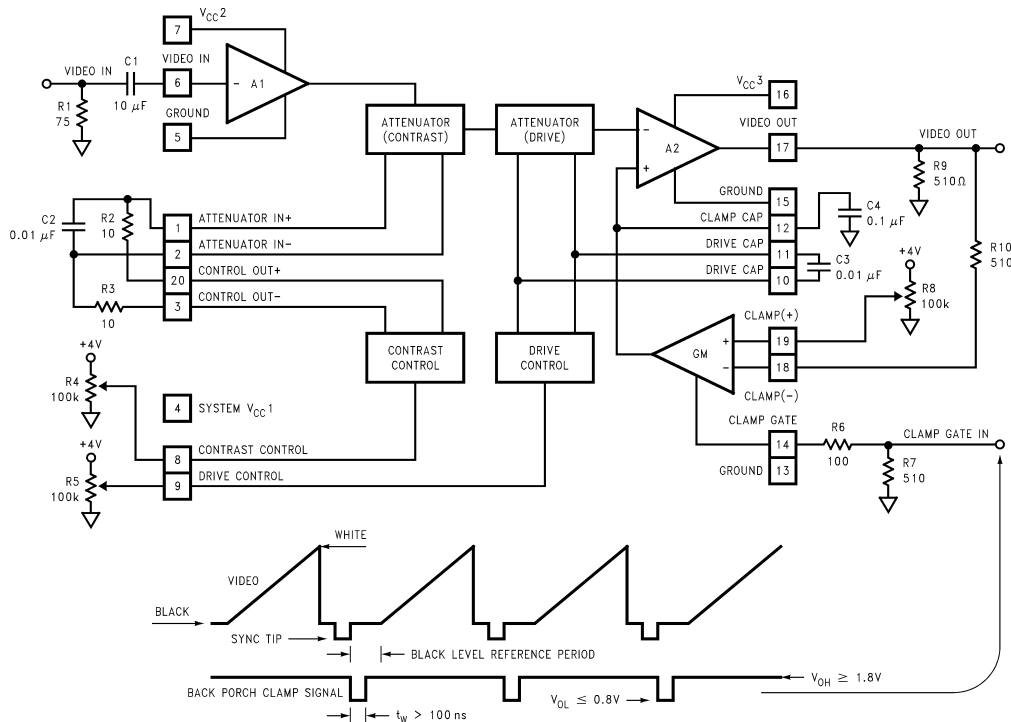 V_CC2
7
VIDEO IN
C1
10 µF
VIDEO IN
6
R1
75
GROUND
5
−
A1
ATTENUATOR
(CONTRAST)
ATTENUATOR
(DRIVE)
−
A2
+
V_CC3
16
VIDEO OUT
17
VIDEO OUT
R9
510Ω
GROUND
15
CLAMP CAP
12
C4
0.1 µF
DRIVE CAP
11
DRIVE CAP
10
C3
0.01 µF
R10
510
C2
0.01 µF
R2
10
1
ATTENUATOR IN+
2
ATTENUATOR IN−
20
CONTROL OUT+
3
CONTROL OUT−
R3
10
+4V
R8
100k
CLAMP(+)
19
18
CLAMP(−)
+
GM
−
CONTRAST
CONTROL
DRIVE
CONTROL
+4V
R4
100k
4
SYSTEM V_CC1
+4V
R5
100k
8
CONTRAST CONTROL
9
DRIVE CONTROL
CLAMP GATE
14
GROUND
13
R6
100
CLAMP GATE IN
R7
510
WHITE
VIDEO
BLACK
SYNC TIP
BLACK LEVEL REFERENCE PERIOD
BACK PORCH CLAMP SIGNAL
V_OL ≤ 0.8V
V_OH ≥ 1.8V
t_W > 100 ns